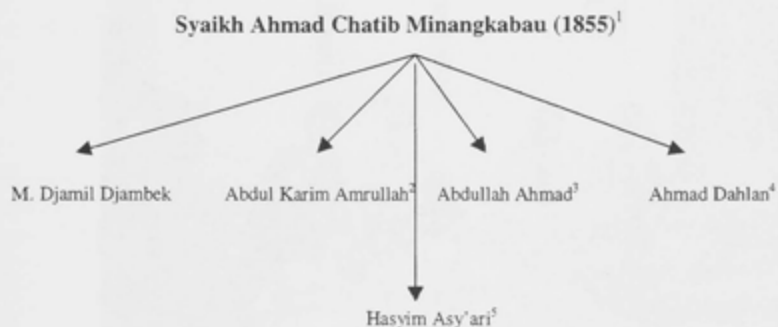 Syaikh Ahmad Chatib Minangkabau (1855)¹
M. Djamil Djambek Abdul Karim Amrullah² Abdullah Ahmad³ Ahmad Dahlan⁴
Hasyim Asy'ari⁵